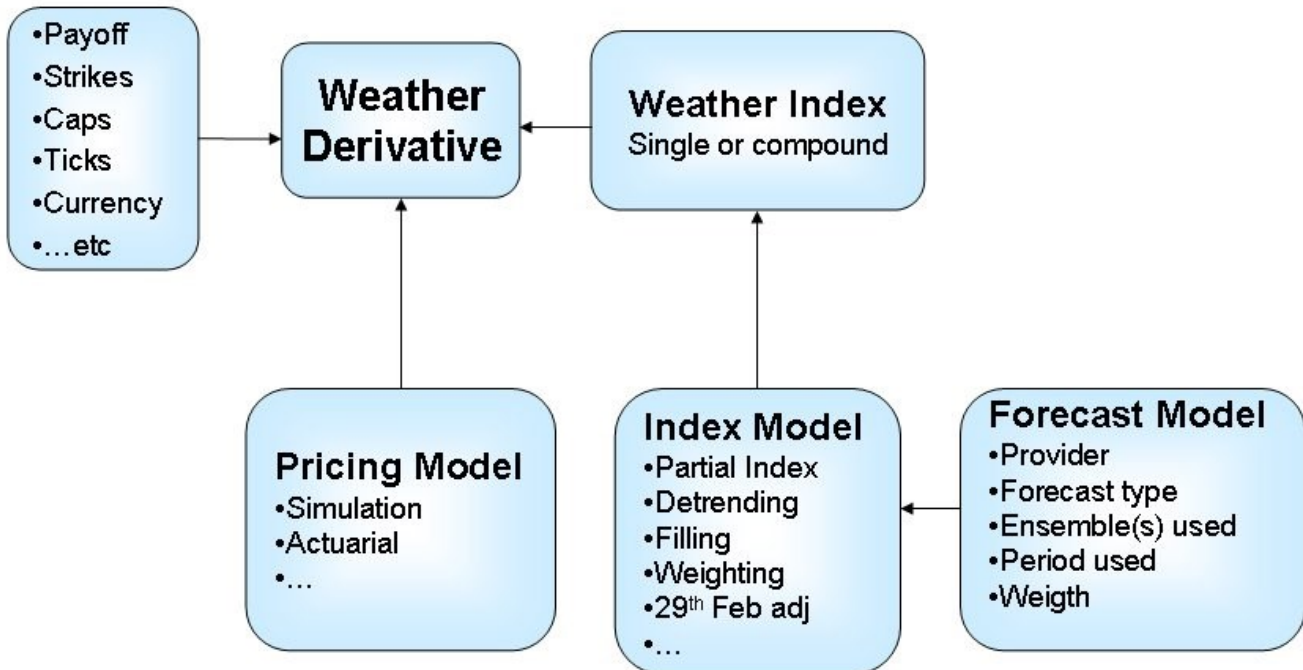 •Payoff
•Strikes
•Caps
•Ticks
•Currency
•…etc
Weather
Derivative
Weather Index
Single or compound
Pricing Model
•Simulation
•Actuarial
•…
Index Model
•Partial Index
•Detrending
•Filling
•Weighting
•29th Feb adj
•…
Forecast Model
•Provider
•Forecast type
•Ensemble(s) used
•Period used
•Weigth